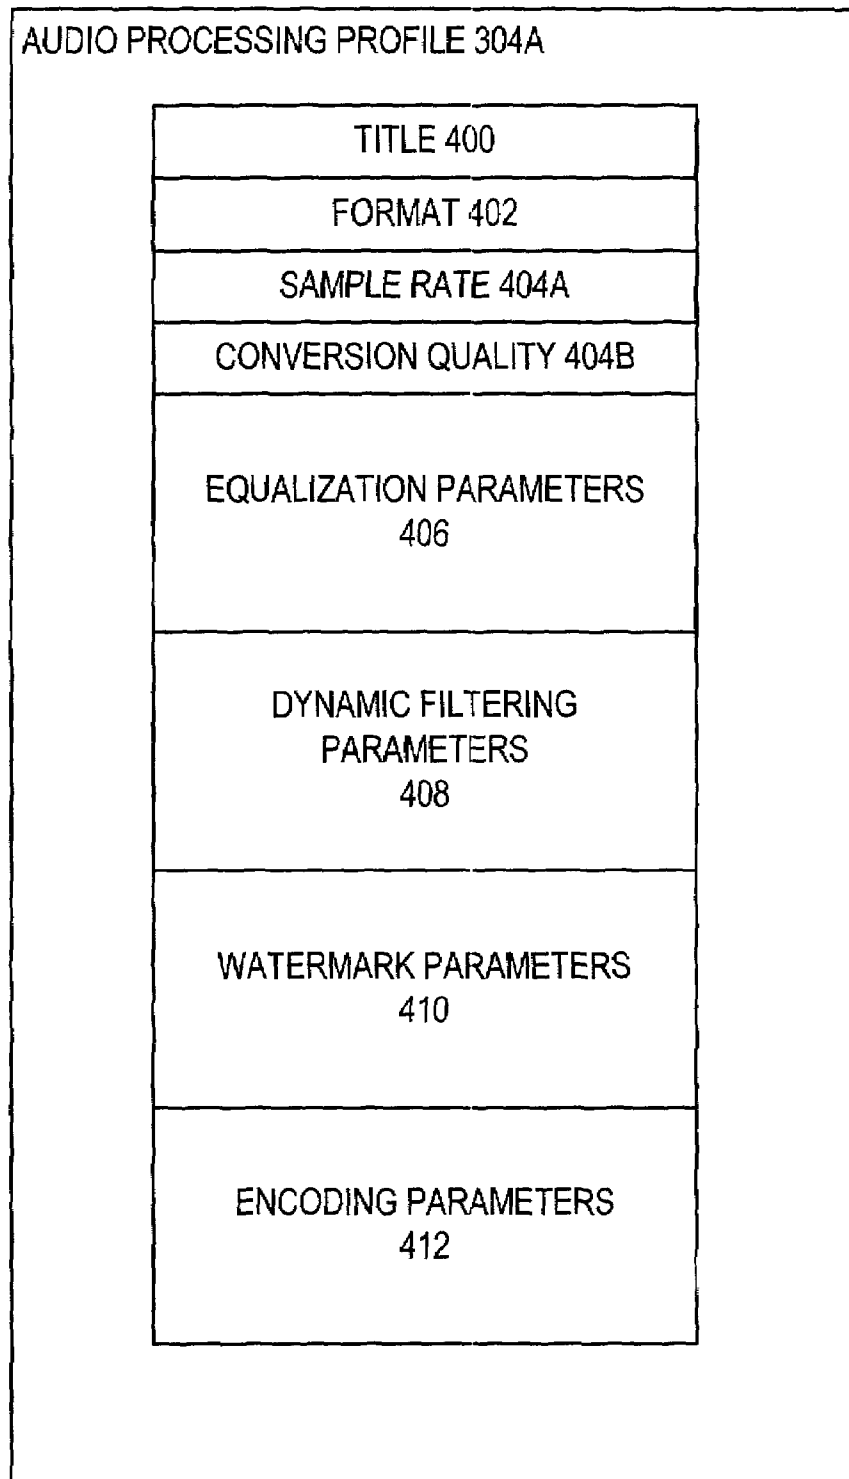 AUDIO PROCESSING PROFILE 304A
TITLE 400
FORMAT 402
SAMPLE RATE 404A
CONVERSION QUALITY 404B
EQUALIZATION PARAMETERS
406
DYNAMIC FILTERING
PARAMETERS
408
WATERMARK PARAMETERS
410
ENCODING PARAMETERS
412